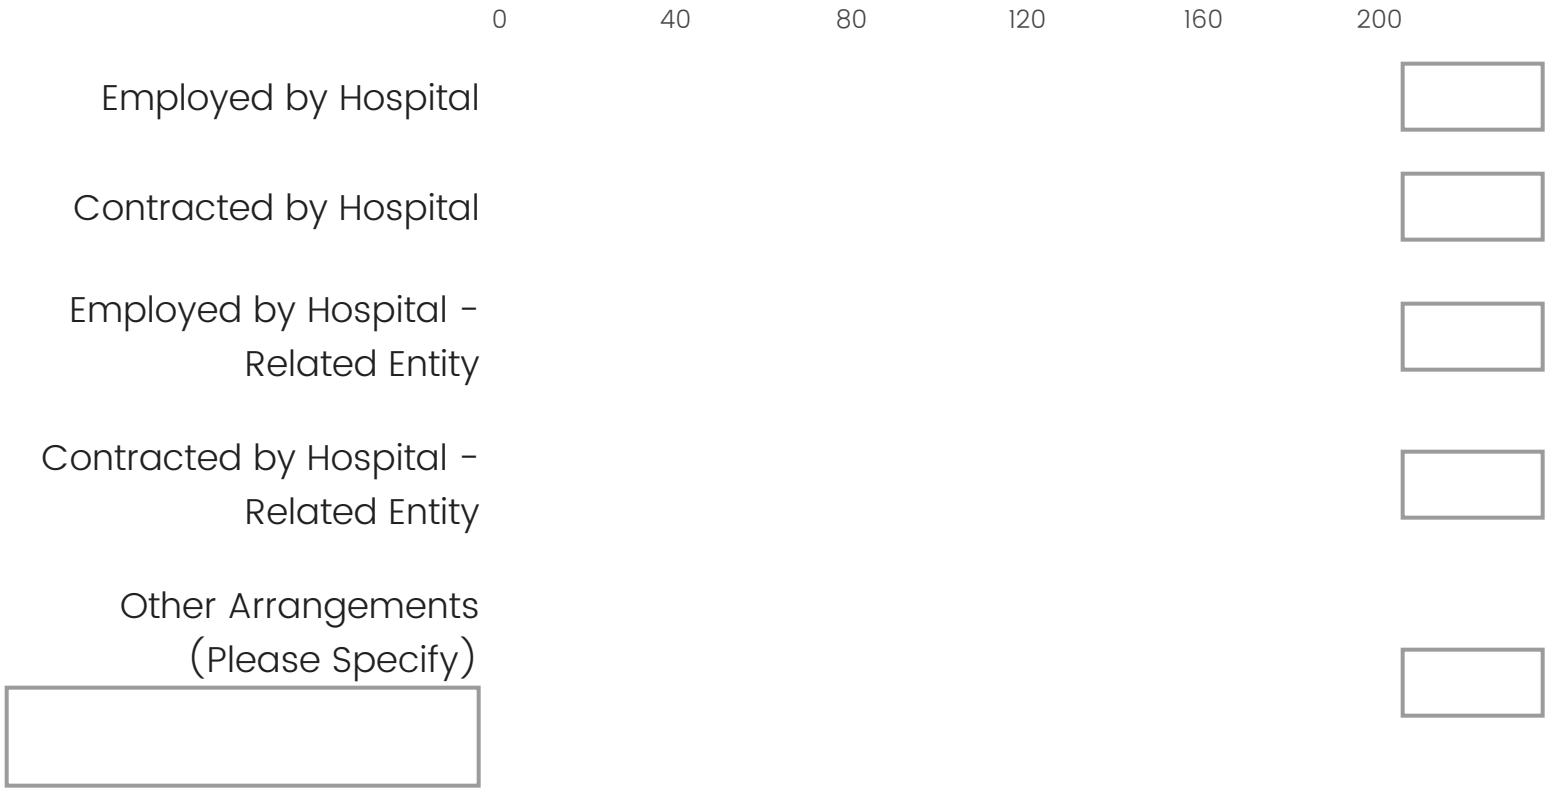 0 40 80 120 160 200
Employed by Hospital
Contracted by Hospital
Employed by Hospital -
Related Entity
Contracted by Hospital -
Related Entity
Other Arrangements
(Please Specify)